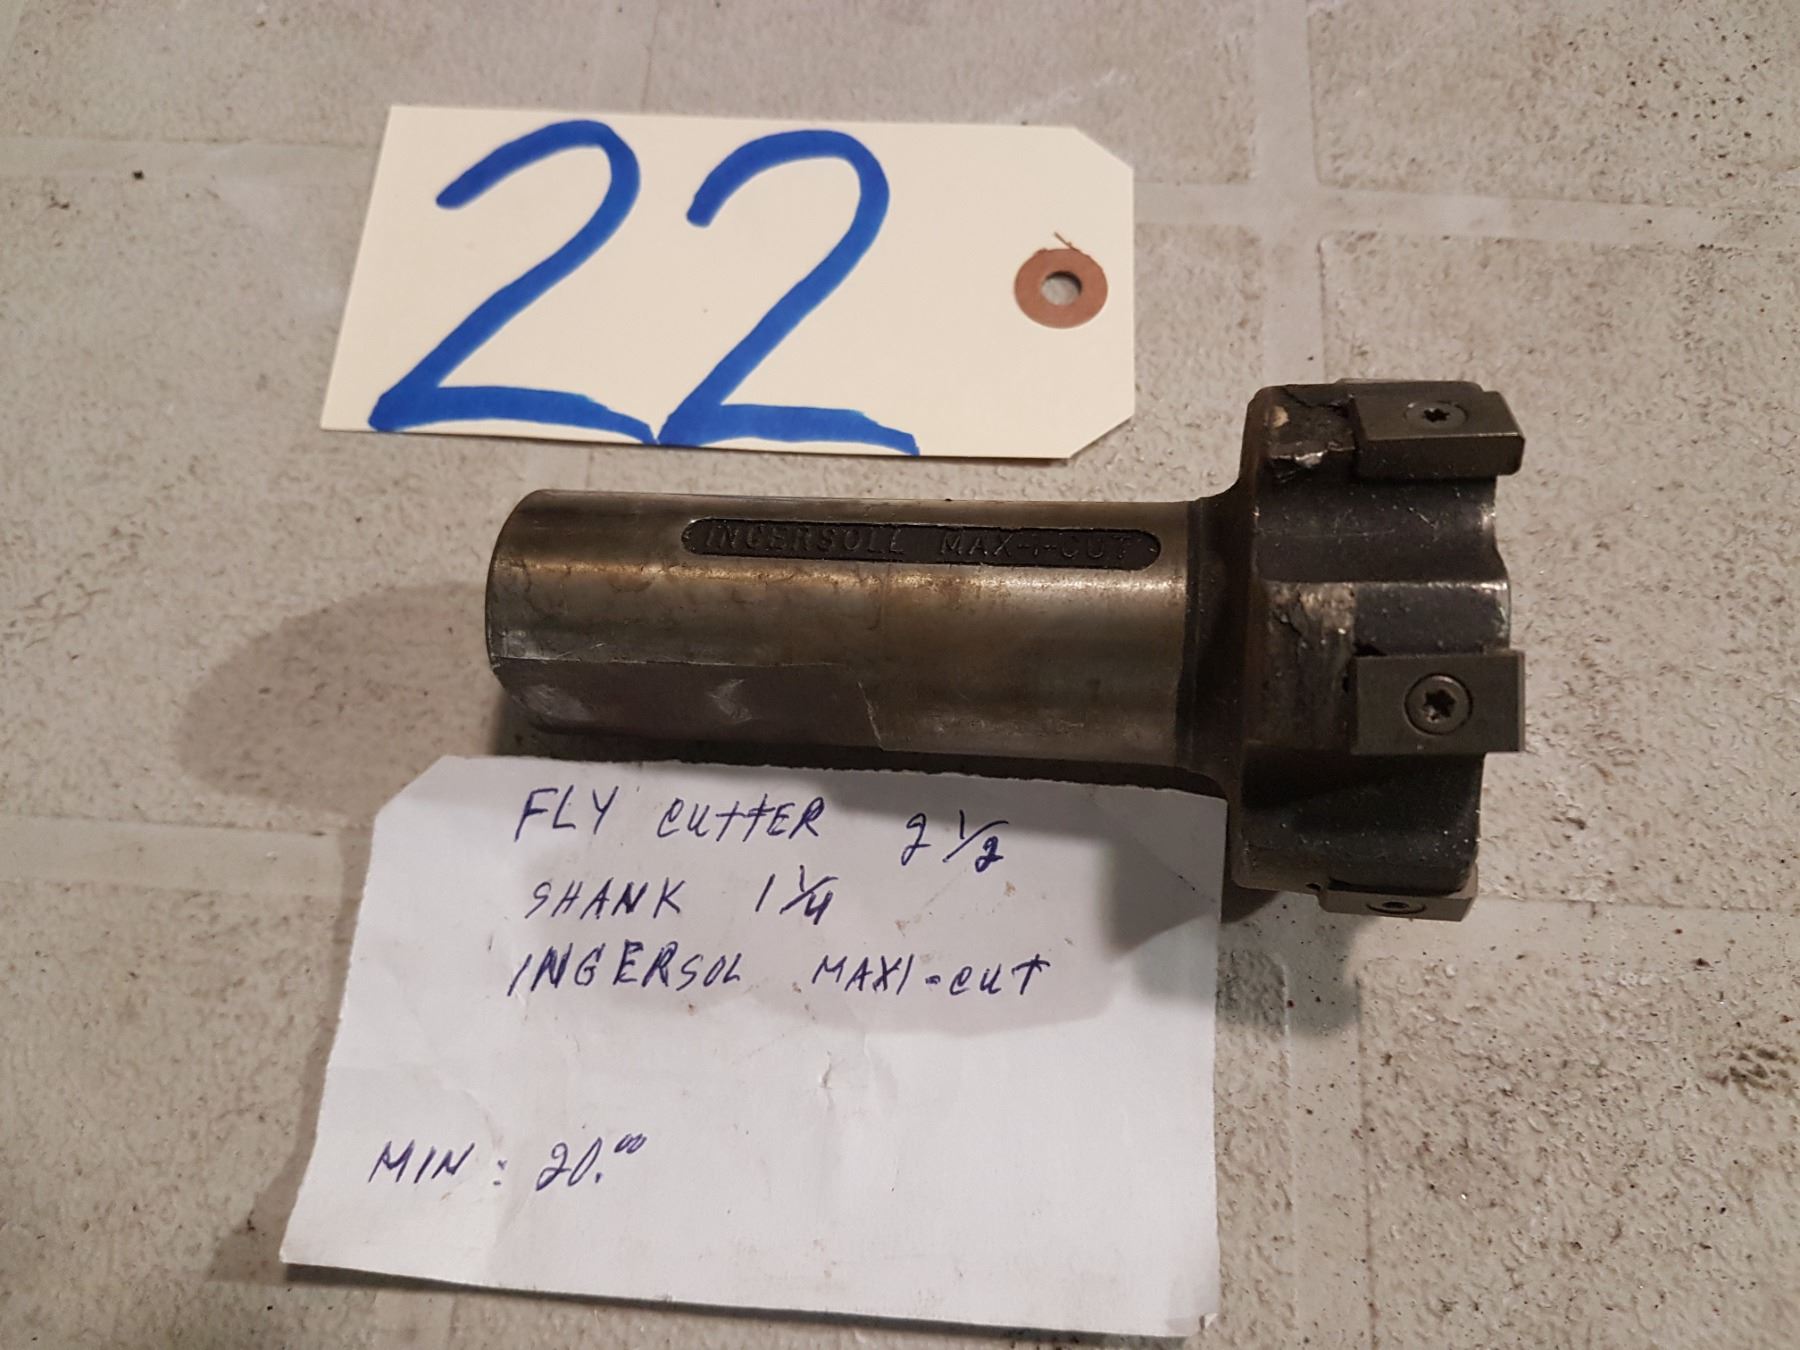 22
INGERSOLL MAX-I-CUT
FLY CUTTER 2 1/2
SHANK 1 1/4
INGERSOL MAXI-CUT
MIN: 20.00